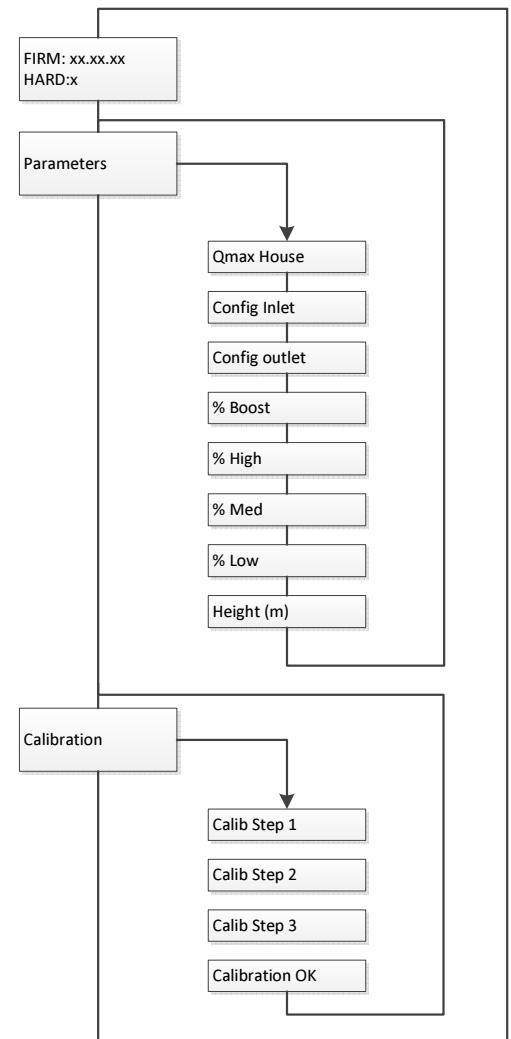 FIRM: xx.xx.xx
HARD:x
Parameters
Qmax House
Config Inlet
Config outlet
% Boost
% High
% Med
% Low
Height (m)
Calibration
Calib Step 1
Calib Step 2
Calib Step 3
Calibration OK